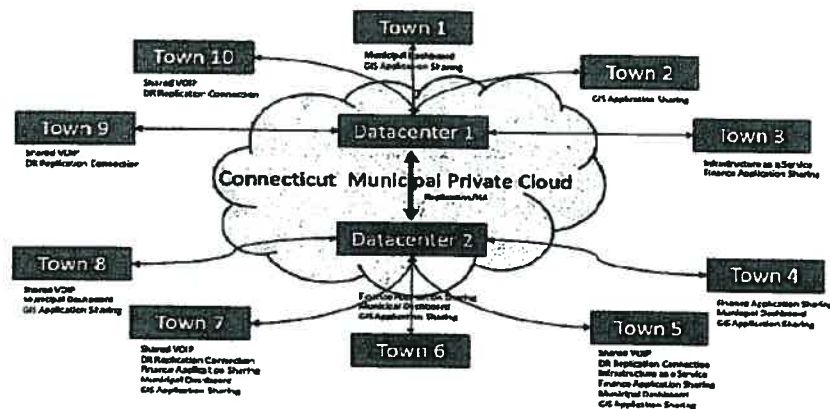 Town 1
Municipal Dashboard
GIS Application Sharing
Town 10
Shared VOIP
DR Replication Connection
Town 2
GIS Application Sharing
Town 9
Shared VOIP
DR Replication Connection
Datacenter 1
Town 3
Infrastructure as a Service
Finance Application Sharing
Connecticut Municipal Private Cloud
Replication/HA
Datacenter 2
Town 8
Shared VOIP
Municipal Dashboard
GIS Application Sharing
Town 4
Finance Application Sharing
Municipal Dashboard
GIS Application Sharing
Finance Application Sharing
Municipal Dashboard
GIS Application Sharing
Town 7
Shared VOIP
DR Replication Connection
Finance Application Sharing
Municipal Dashboard
GIS Application Sharing
Town 6
Town 5
Shared VOIP
DR Replication Connection
Infrastructure as a Service
Finance Application Sharing
Municipal Dashboard
GIS Application Sharing